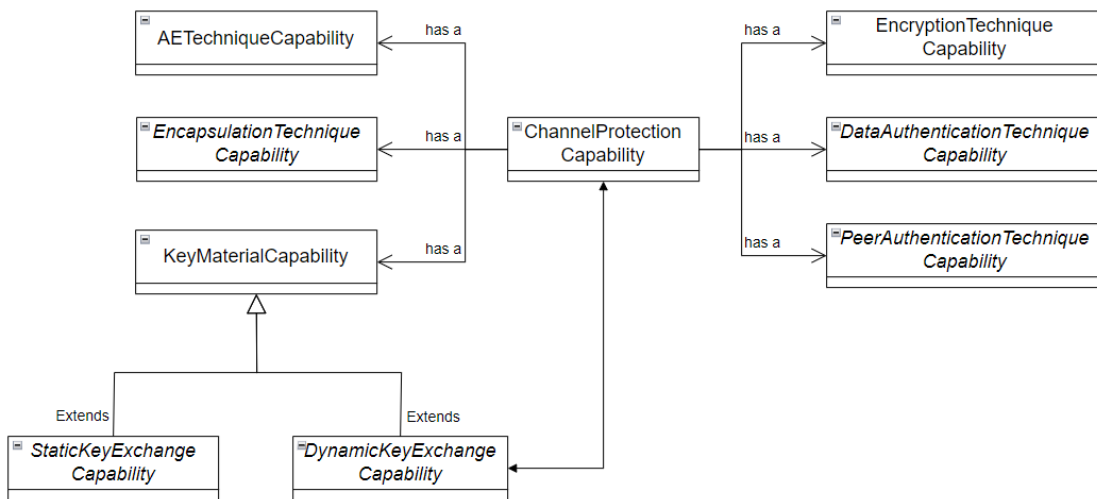 AETechniqueCapability
has a
EncapsulationTechnique
Capability
has a
KeyMaterialCapability
has a
ChannelProtection
Capability
has a
EncryptionTechnique
Capability
has a
DataAuthenticationTechnique
Capability
has a
PeerAuthenticationTechnique
Capability
Extends
Extends
StaticKeyExchange
Capability
DynamicKeyExchange
Capability